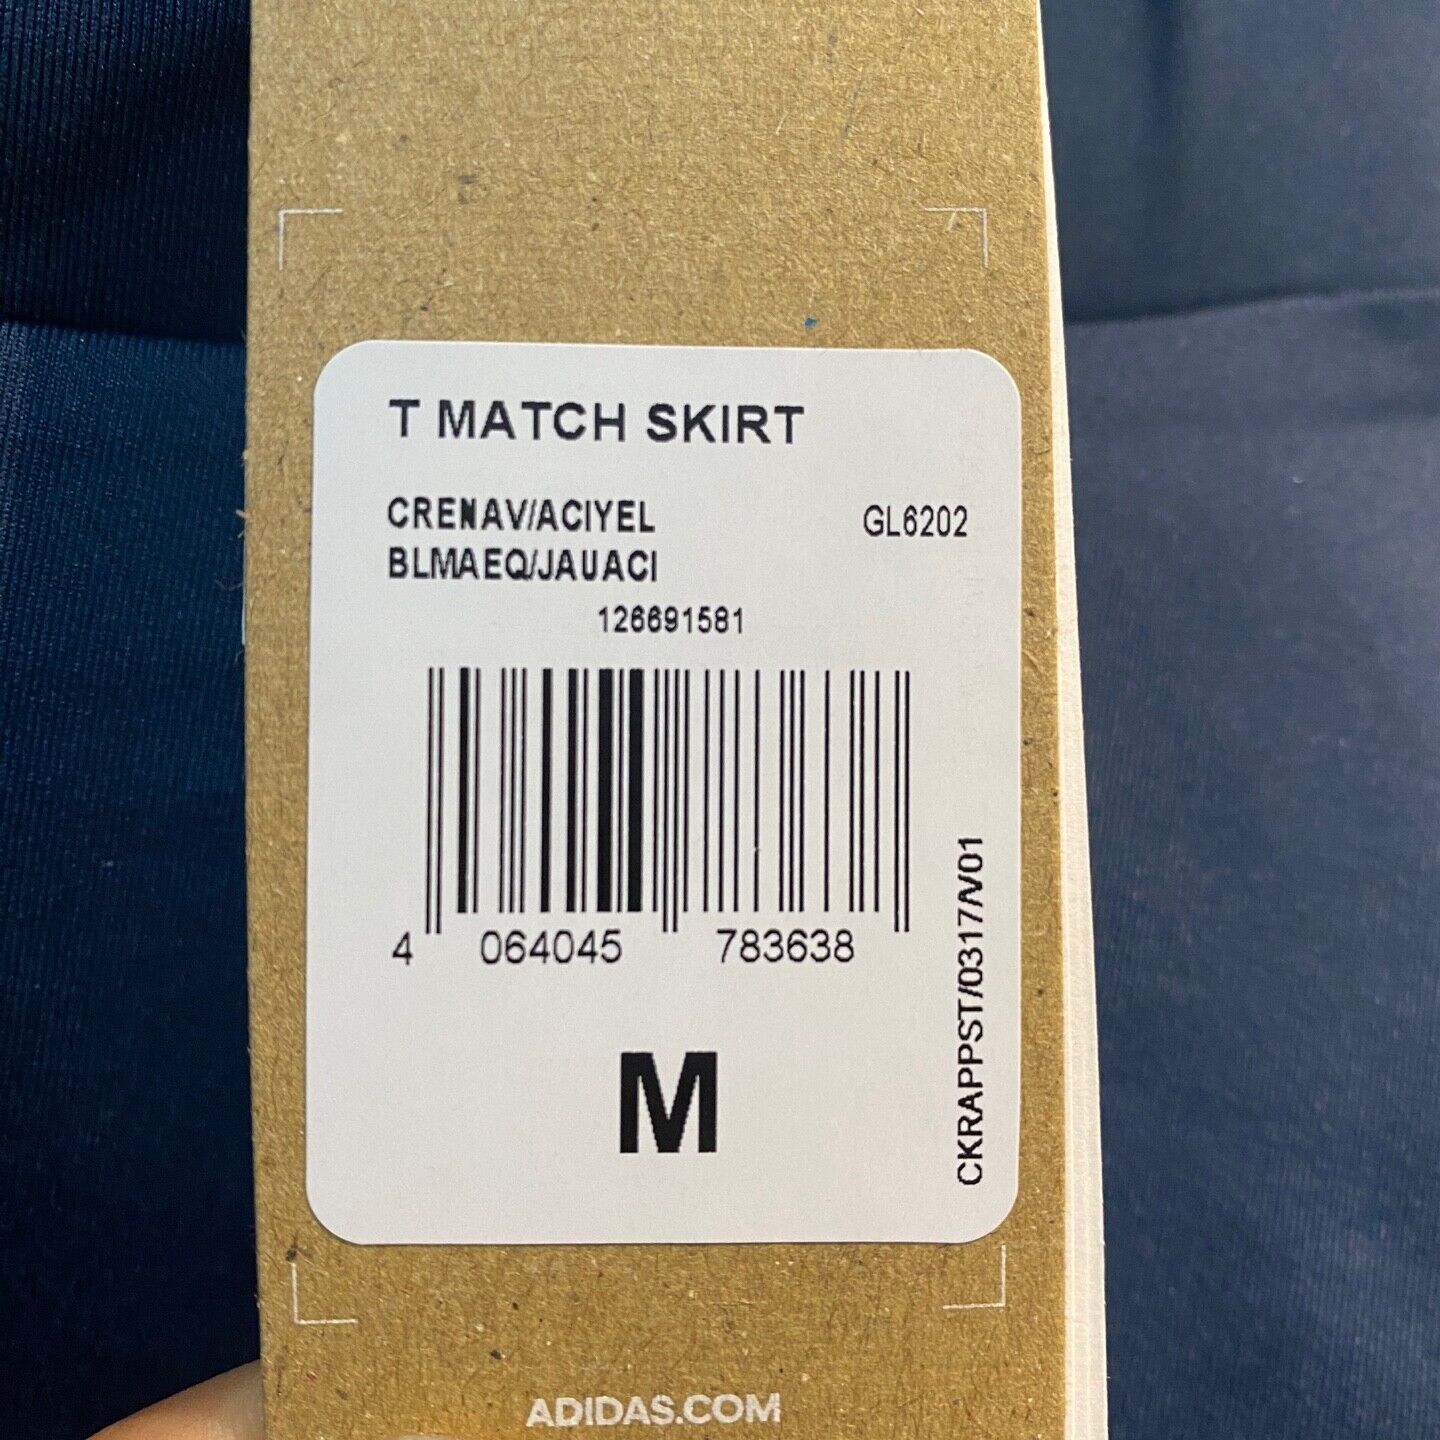 T MATCH SKIRT
CRENAV/ACIYEL GL6202
BLMAEQ/JAUACI
126691581
4 064045 783638
M
CKRAPPST/0317/V01
ADIDAS.COM